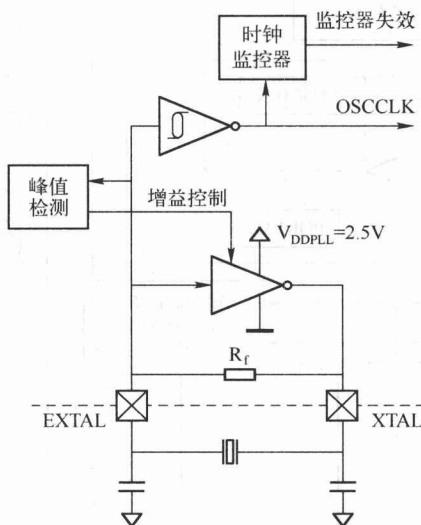 监控器失效
时钟
监控器
OSCCLK
峰值
检测
增益控制
V_DDPLL=2.5V
R_f
EXTAL
XTAL